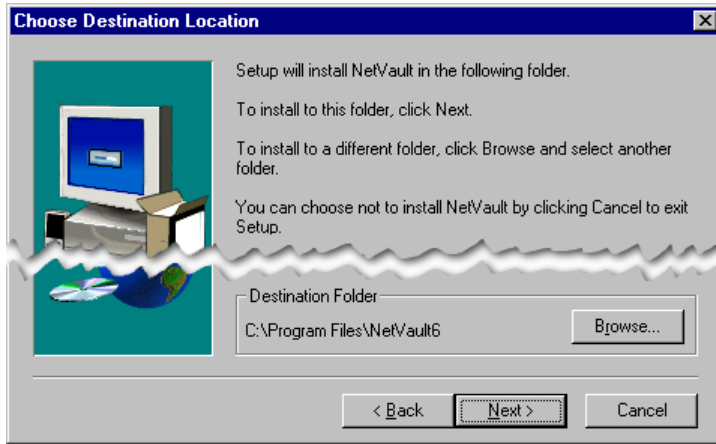 Choose Destination Location
Setup will install NetVault in the following folder.
To install to this folder, click Next.
To install to a different folder, click Browse and select another
folder.
You can choose not to install NetVault by clicking Cancel to exit
Setup.
Destination Folder
C:\Program Files\NetVault6
Browse...
< Back
Next >
Cancel